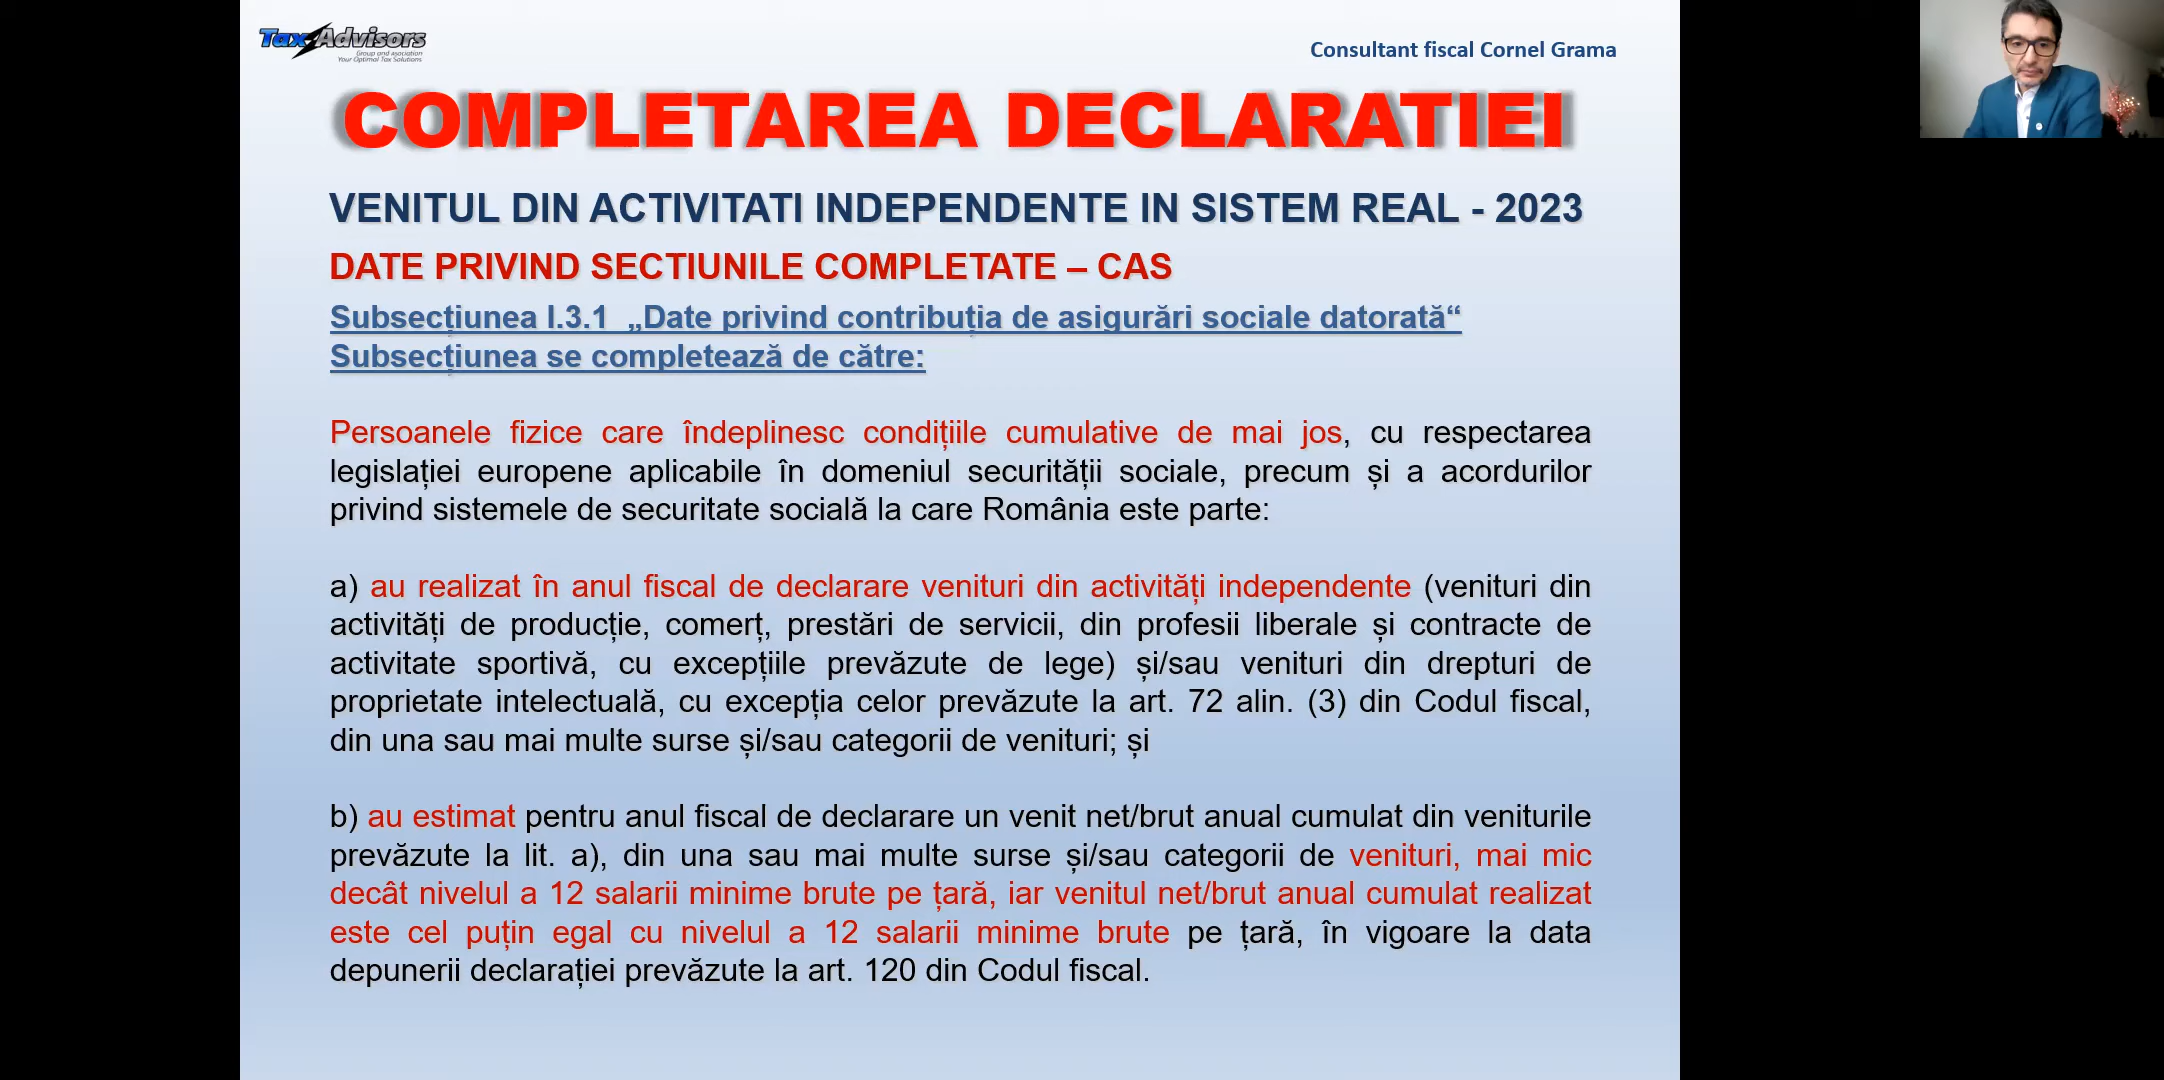 Tax Advisors
Group and asociation
Your Optimal Tax Solutions
Consultant fiscal Cornel Grama
COMPLETAREA DECLARATIEI
VENITUL DIN ACTIVITATI INDEPENDENTE IN SISTEM REAL - 2023
DATE PRIVIND SECTIUNILE COMPLETATE – CAS
Subsecțiunea I.3.1 „Date privind contribuția de asigurări sociale datorată“
Subsecțiunea se completează de către:
Persoanele fizice care îndeplinesc condițiile cumulative de mai jos, cu respectarea
legislației europene aplicabile în domeniul securității sociale, precum și a acordurilor
privind sistemele de securitate socială la care România este parte:
a) au realizat în anul fiscal de declarare venituri din activități independente (venituri din
activități de producție, comerț, prestări de servicii, din profesii liberale și contracte de
activitate sportivă, cu excepțiile prevăzute de lege) și/sau venituri din drepturi de
proprietate intelectuală, cu excepția celor prevăzute la art. 72 alin. (3) din Codul fiscal,
din una sau mai multe surse și/sau categorii de venituri; și
b) au estimat pentru anul fiscal de declarare un venit net/brut anual cumulat din veniturile
prevăzute la lit. a), din una sau mai multe surse și/sau categorii de venituri, mai mic
decât nivelul a 12 salarii minime brute pe țară, iar venitul net/brut anual cumulat realizat
este cel puțin egal cu nivelul a 12 salarii minime brute pe țară, în vigoare la data
depunerii declarației prevăzute la art. 120 din Codul fiscal.